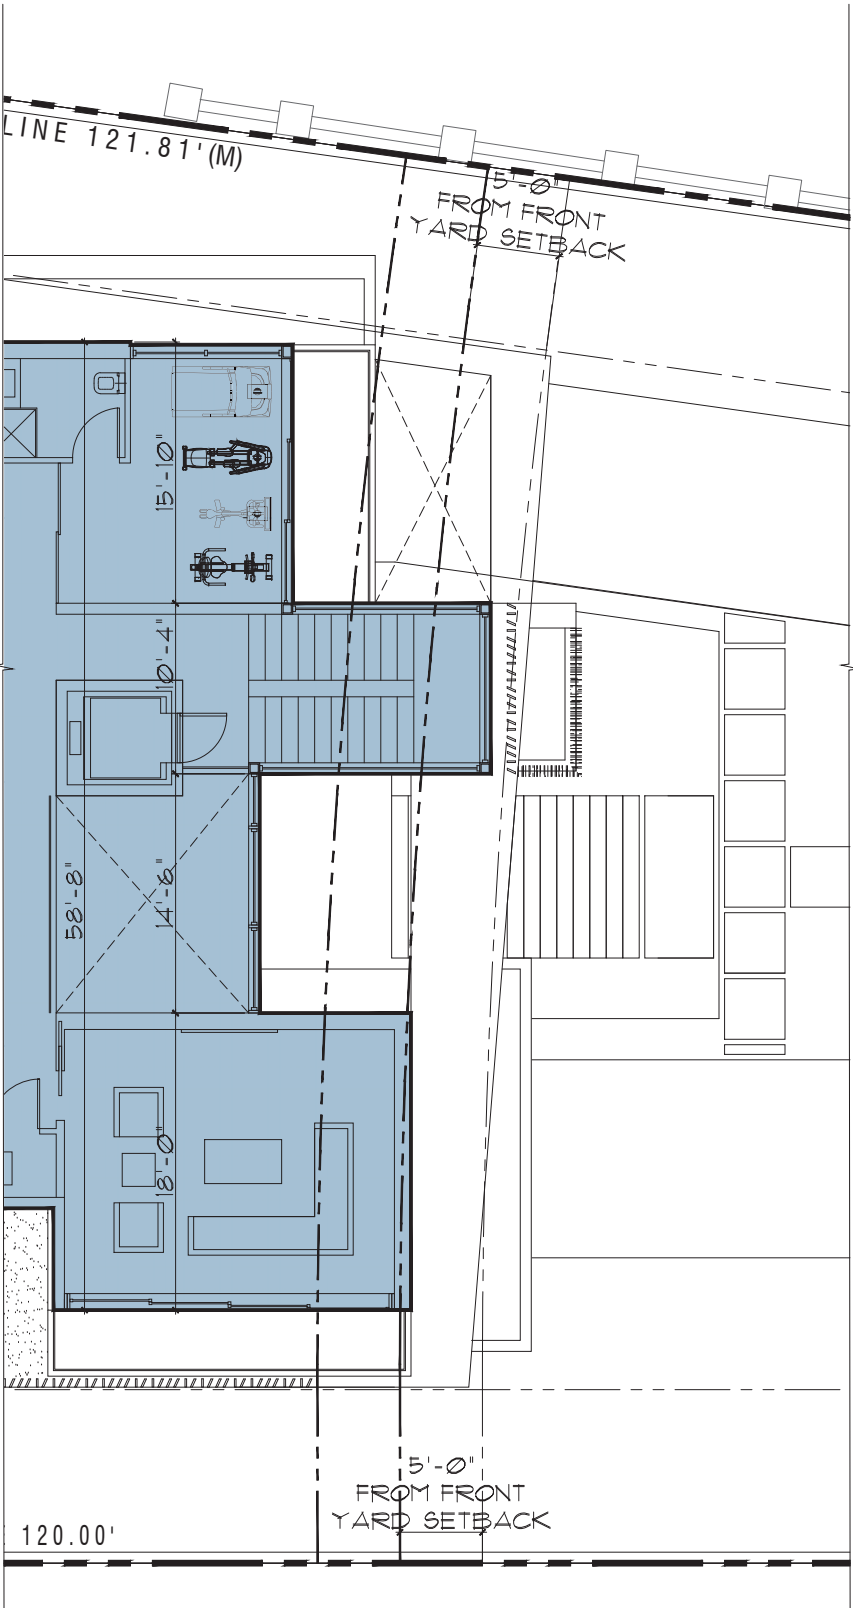 LINE 121.81'(M)
5'-0"
FROM FRONT
YARD SETBACK
15'-10"
10'-4"
58'-8"
14'-6"
18'-0"
5'-0"
FROM FRONT
YARD SETBACK
120.00'